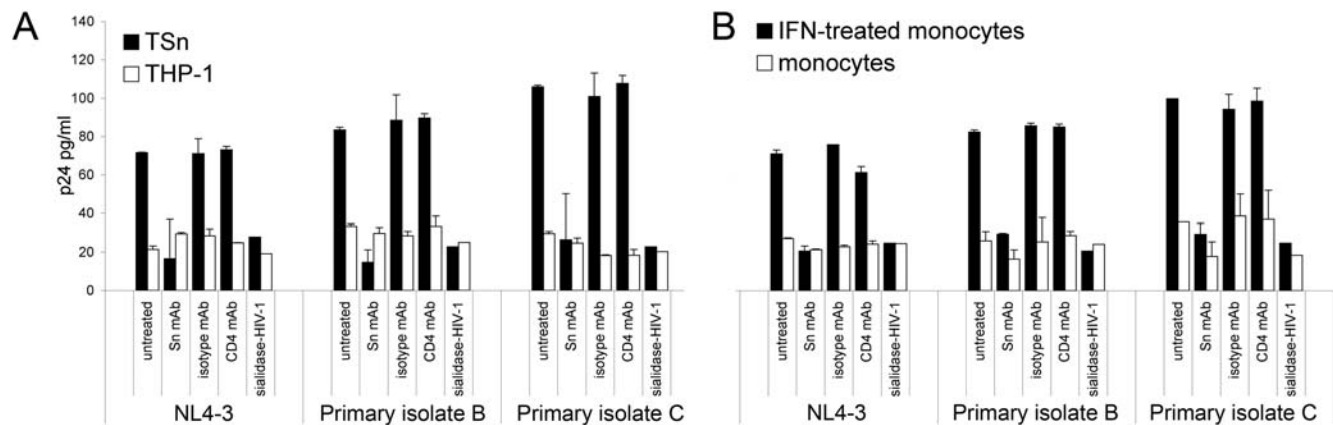 A
B
TSn
THP-1
IFN-treated monocytes
monocytes
p24 pg/ml
140
120
100
80
60
40
20
0
untreated
Sn mAb
isotype mAb
CD4 mAb
sialidase-HIV-1
untreated
Sn mAb
isotype mAb
CD4 mAb
sialidase-HIV-1
untreated
Sn mAb
isotype mAb
CD4 mAb
sialidase-HIV-1
NL4-3
Primary isolate B
Primary isolate C
untreated
Sn mAb
isotype mAb
CD4 mAb
sialidase-HIV-1
untreated
Sn mAb
isotype mAb
CD4 mAb
sialidase-HIV-1
untreated
Sn mAb
isotype mAb
CD4 mAb
sialidase-HIV-1
NL4-3
Primary isolate B
Primary isolate C